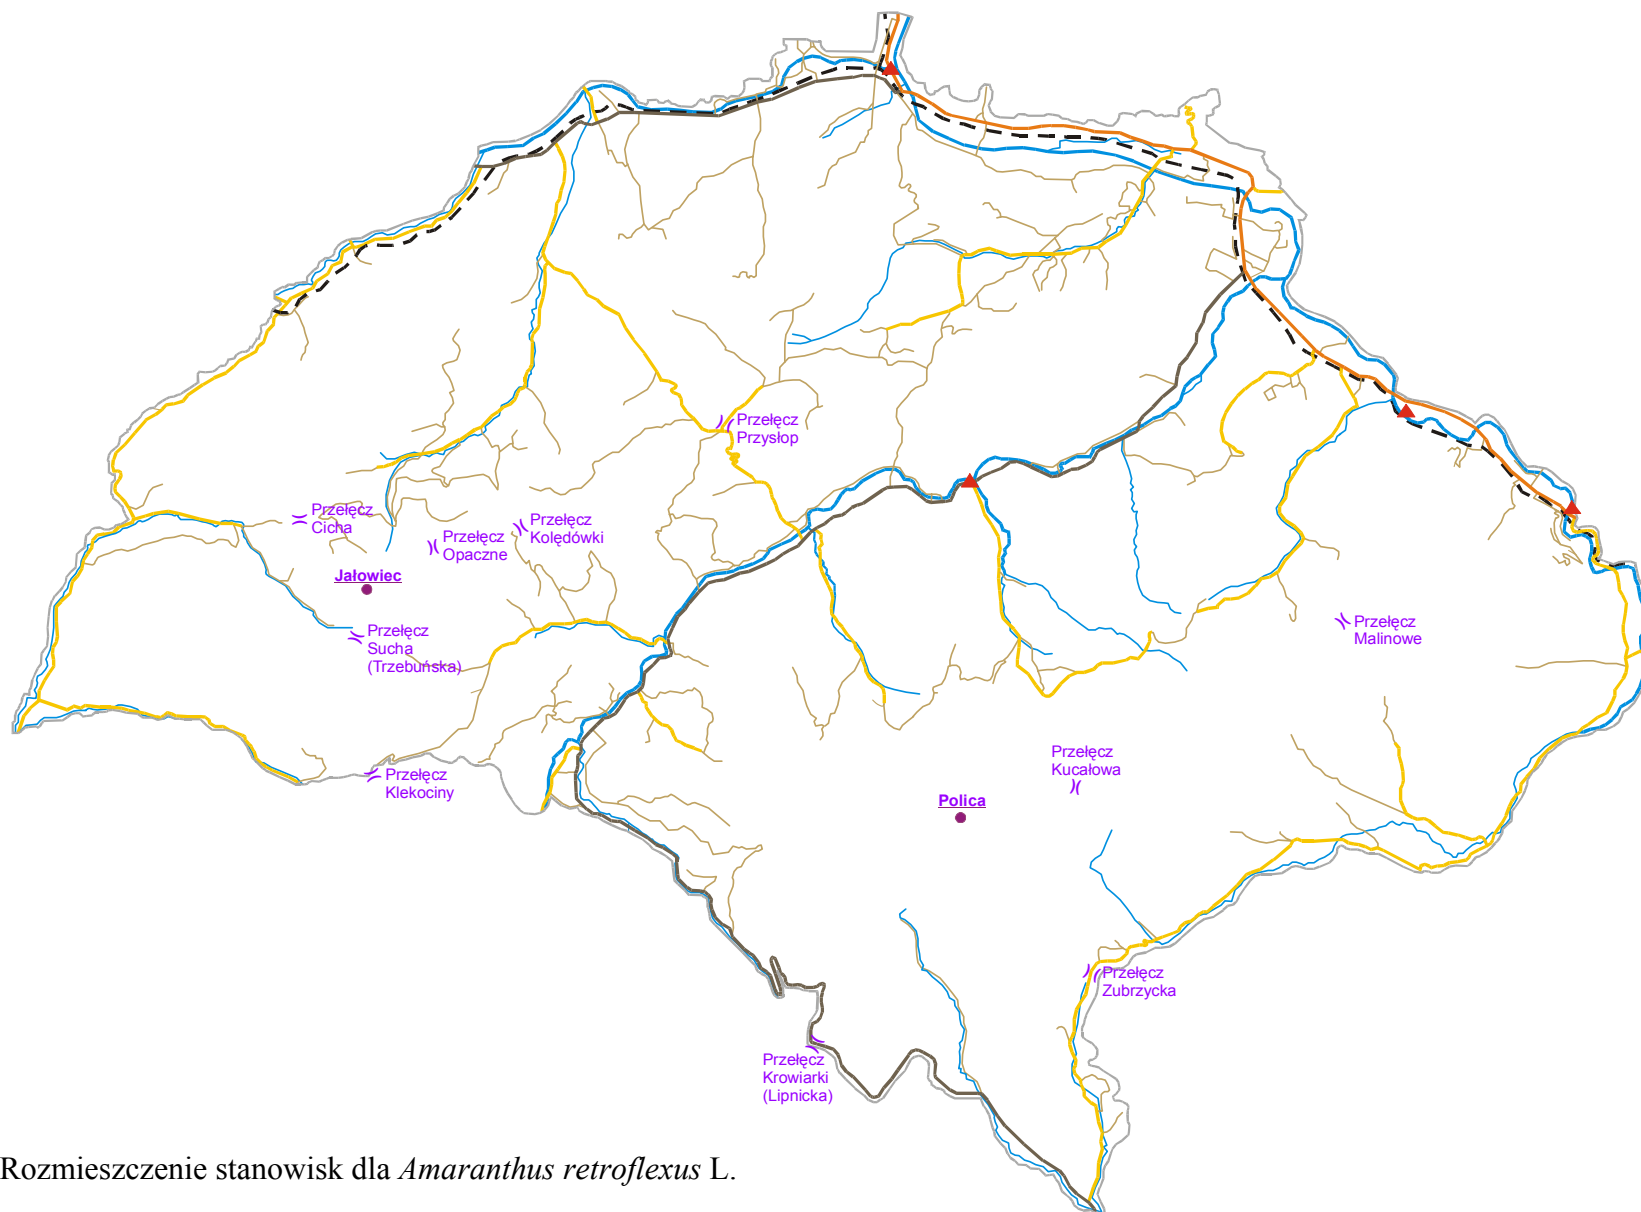 Przełęcz
Przysłop
Przełęcz
Cicha
Przełęcz
Kolędówki
Przełęcz
Opaczne
Jałowiec
Przełęcz
Sucha
(Trzebuńska)
Przełęcz
Malinowe
Przełęcz
Klekociny
Przełęcz
Kucałowa
Polica
Przełęcz
Zubrzycka
Przełęcz
Krowiarki
(Lipnicka)
Rozmieszczenie stanowisk dla Amaranthus retroflexus L.